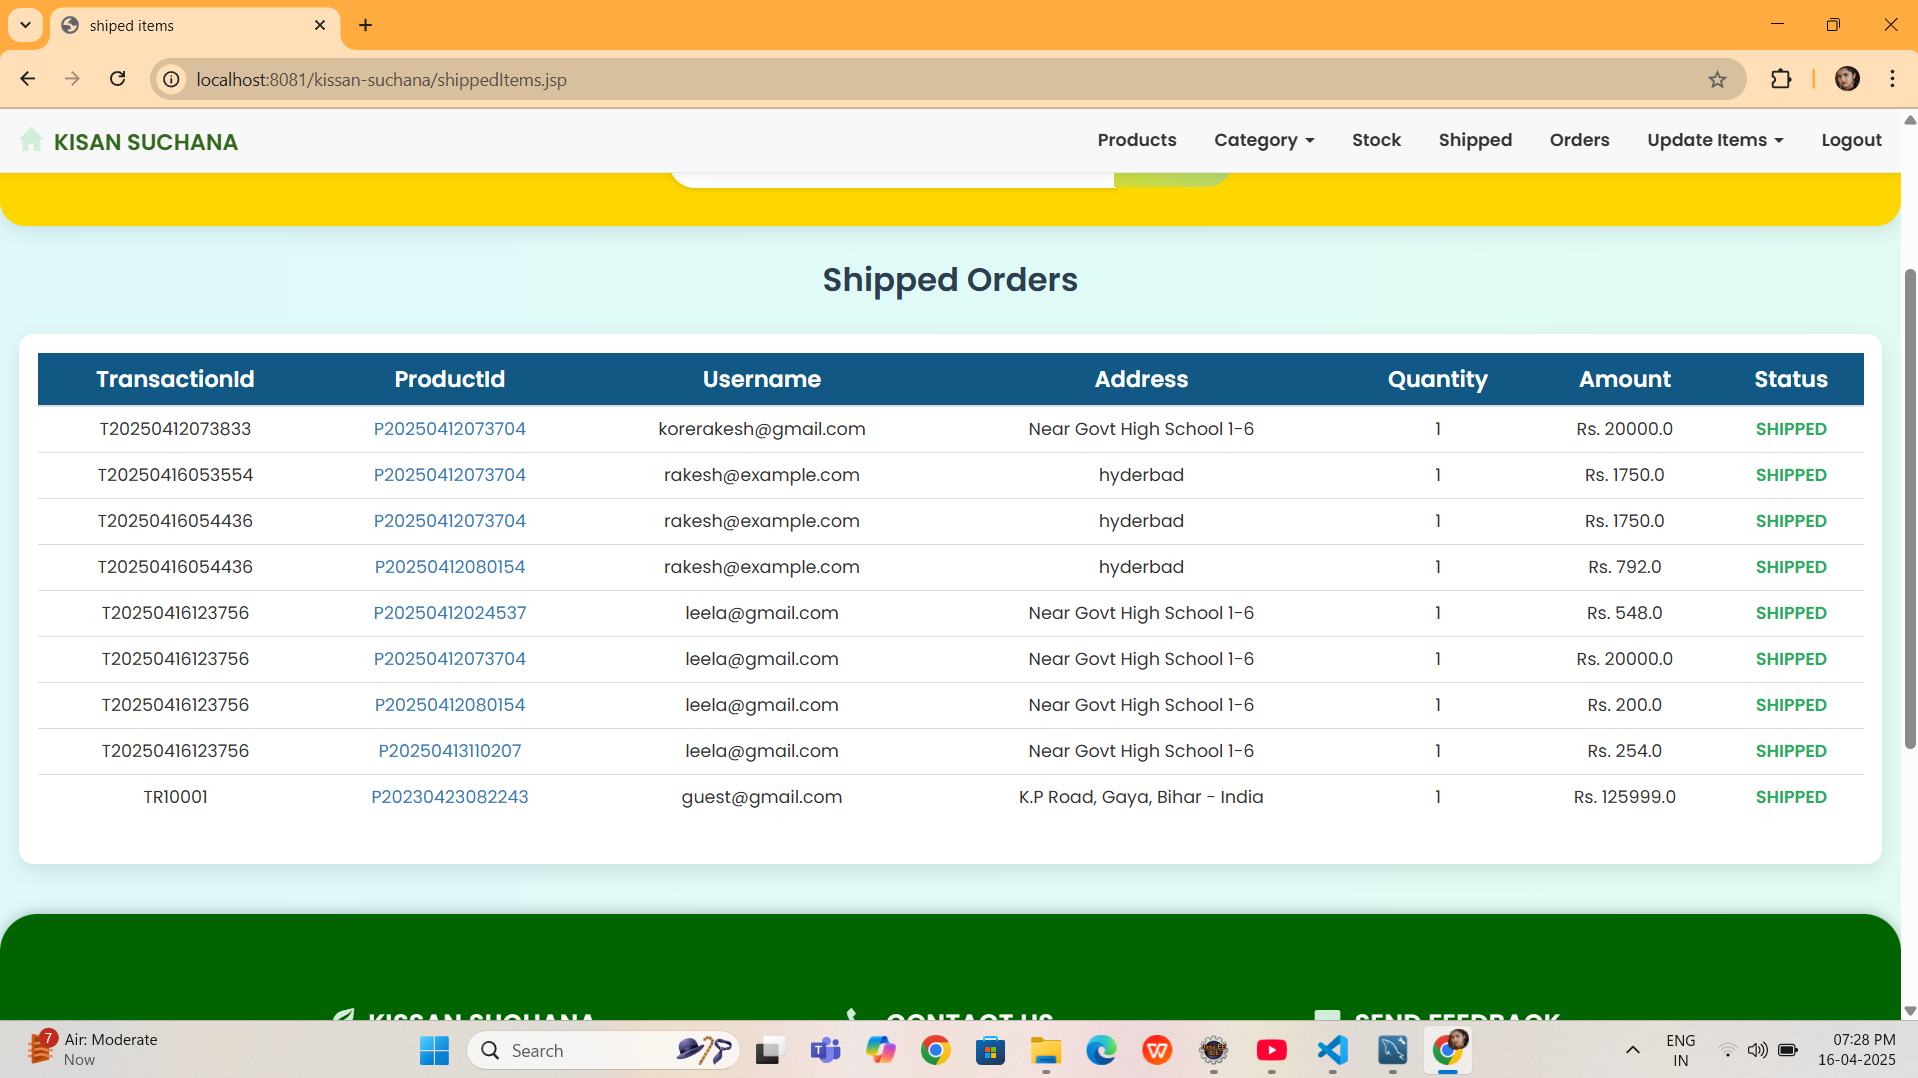 shiped items
localhost:8081/kissan-suchana/shippedItems.jsp
KISAN SUCHANA Products Category Stock Shipped Orders Update Items Logout
Shipped Orders
TransactionId ProductId Username Address Quantity Amount Status
T20250412073833 P20250412073704 korerakesh@gmail.com Near Govt High School 1-6 1 Rs. 20000.0 SHIPPED
T20250416053554 P20250412073704 rakesh@example.com hyderbad 1 Rs. 1750.0 SHIPPED
T20250416054436 P20250412073704 rakesh@example.com hyderbad 1 Rs. 1750.0 SHIPPED
T20250416054436 P20250412080154 rakesh@example.com hyderbad 1 Rs. 792.0 SHIPPED
T20250416123756 P20250412024537 leela@gmail.com Near Govt High School 1-6 1 Rs. 548.0 SHIPPED
T20250416123756 P20250412073704 leela@gmail.com Near Govt High School 1-6 1 Rs. 20000.0 SHIPPED
T20250416123756 P20250412080154 leela@gmail.com Near Govt High School 1-6 1 Rs. 200.0 SHIPPED
T20250416123756 P20250413110207 leela@gmail.com Near Govt High School 1-6 1 Rs. 254.0 SHIPPED
TR10001 P20230423082243 guest@gmail.com K.P Road, Gaya, Bihar - India 1 Rs. 125999.0 SHIPPED
KISSAN SUCHANA CONTACT US SEND FEEDBACK
7 Air: Moderate
Now
Search
ENG
IN
07:28 PM
16-04-2025